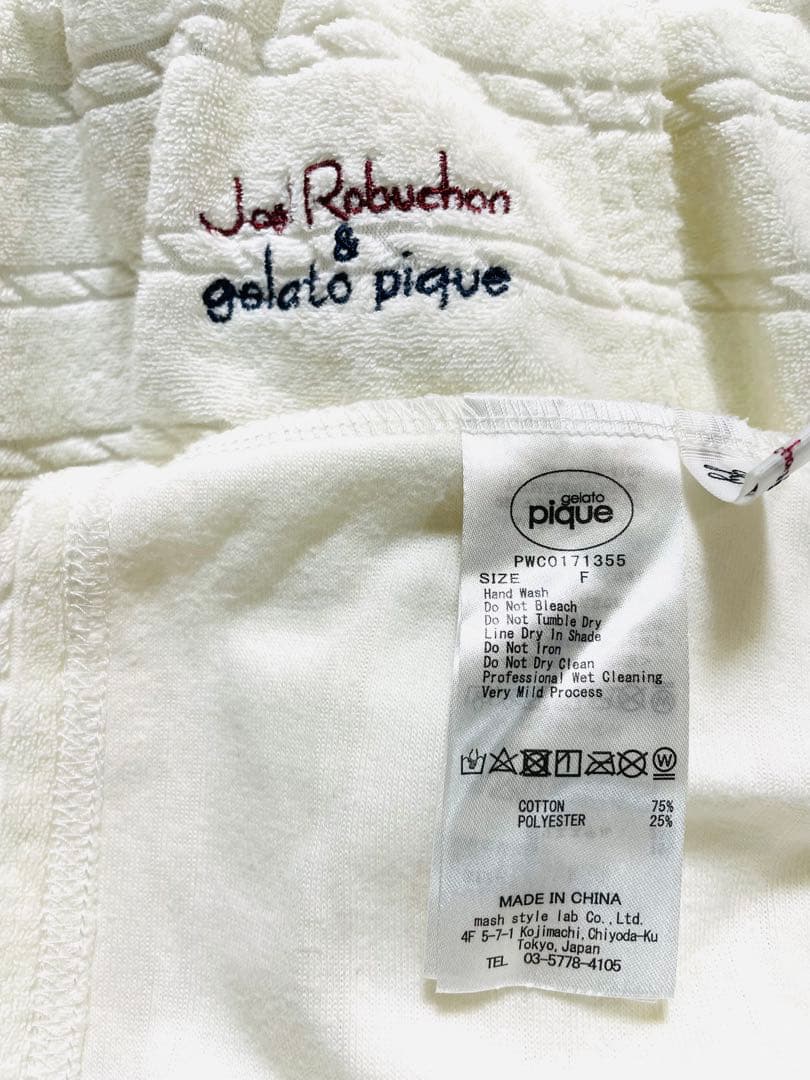 Joël Robuchon
&
gelato pique
gelato
pique
PWCO171355
SIZE F
Hand Wash
Do Not Bleach
Do Not Tumble Dry
Line Dry In Shade
Do Not Iron
Do Not Dry Clean
Professional Wet Cleaning
Very Mild Process
W
COTTON 75%
POLYESTER 25%
MADE IN CHINA
mash style lab Co.,Ltd.
4F 5-7-1 Kojimachi,Chiyoda-Ku
Tokyo,Japan
TEL 03-5778-4105